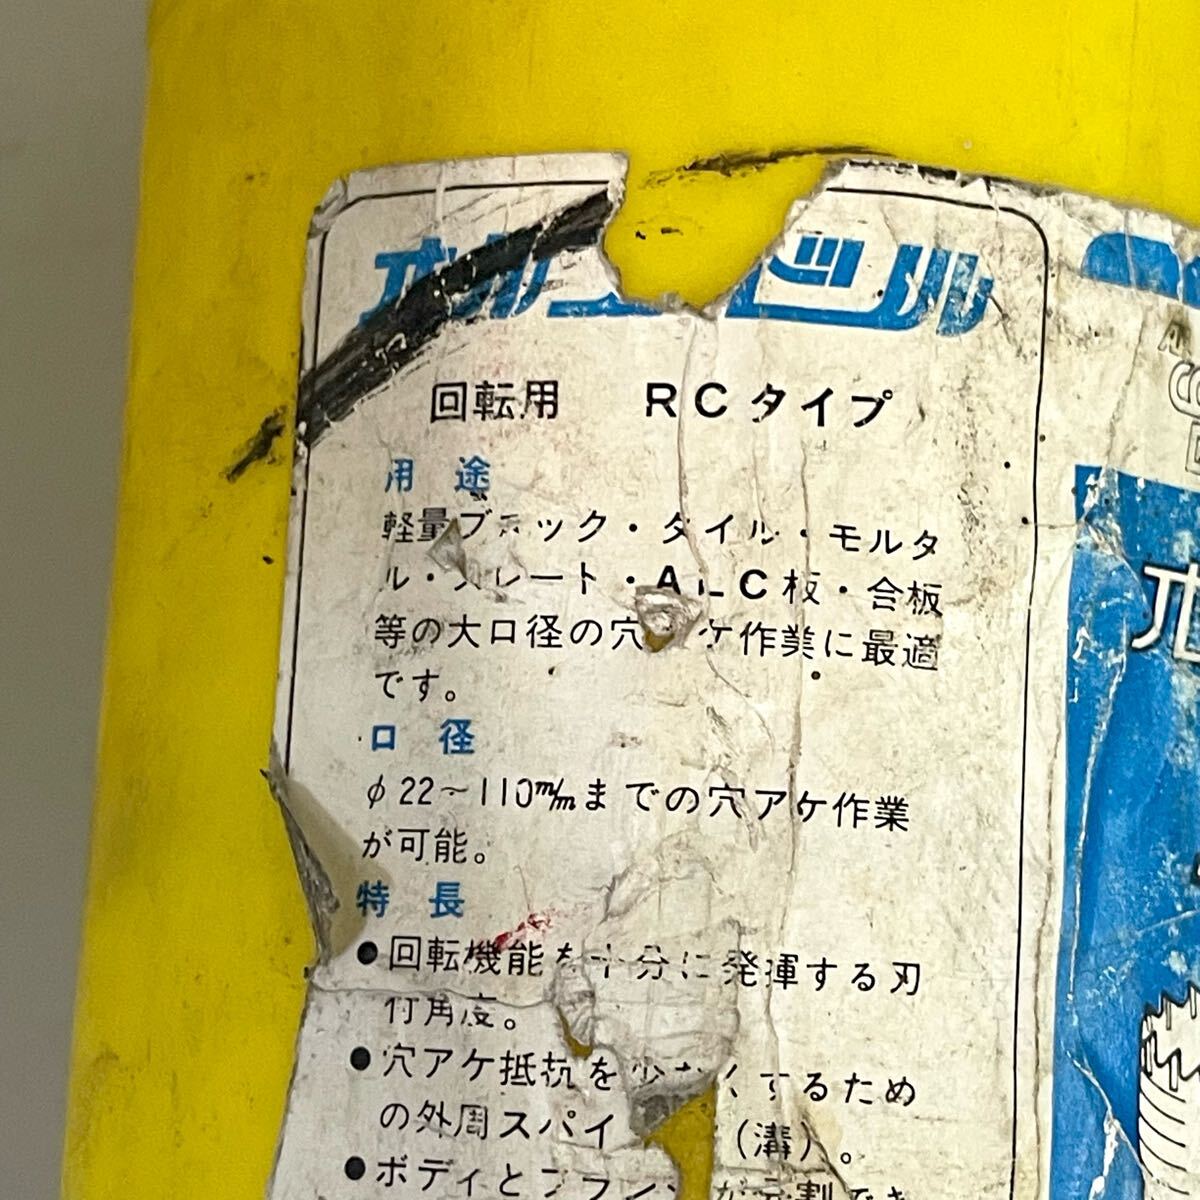 回転用 RCタイプ
用途
軽量ブロック・タイル・モルタ
ル・スレート・ALC板・合板
等の大口径の穴アケ作業に最適
です。
口径
φ22~110m/mまでの穴アケ作業
が可能。
特長
●回転機能を十分に発揮する刃
付角度。
●穴アケ抵抗を少なくするため
の外周スパイ (溝)。
●ボディと